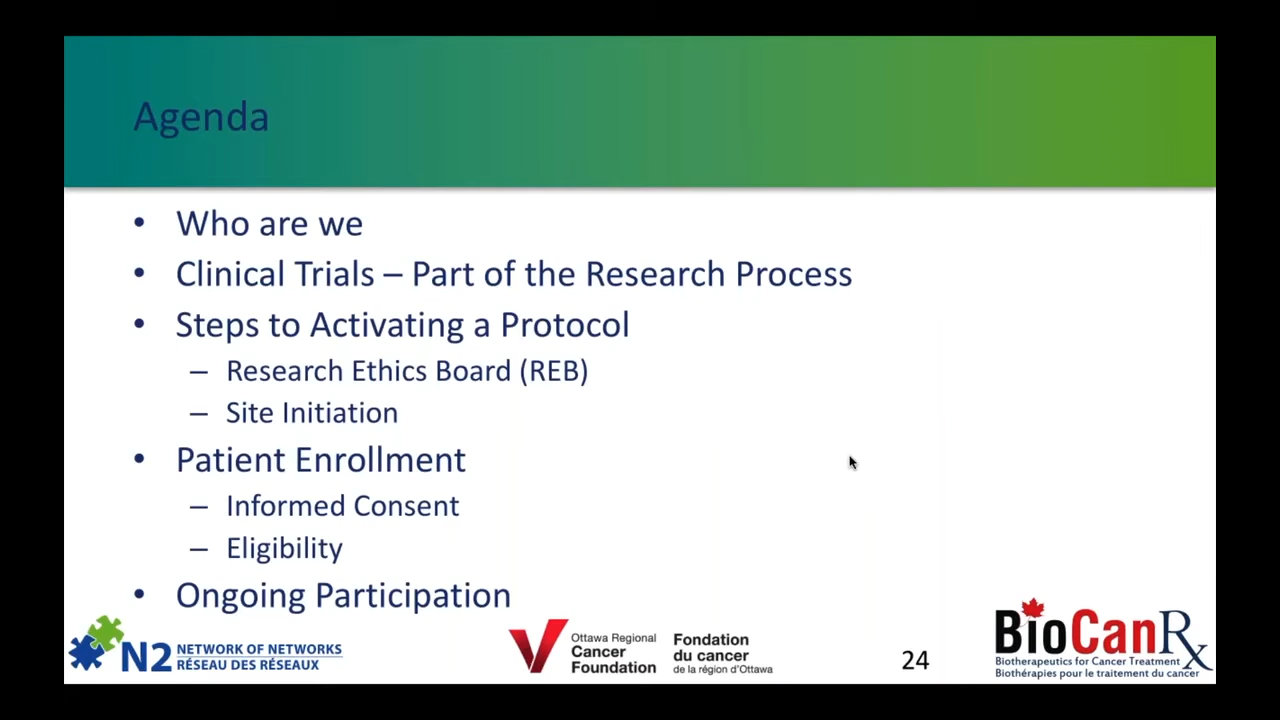 Agenda
• Who are we
• Clinical Trials – Part of the Research Process
• Steps to Activating a Protocol
– Research Ethics Board (REB)
– Site Initiation
• Patient Enrollment
– Informed Consent
– Eligibility
• Ongoing Participation
N2 NETWORK OF NETWORKS
RÉSEAU DES RÉSEAUX
Ottawa Regional
Cancer
Foundation
Fondation
du cancer
de la région d'Ottawa
24
BioCanRx
Biotherapeutics for Cancer Treatment
Biothérapies pour le traitement du cancer